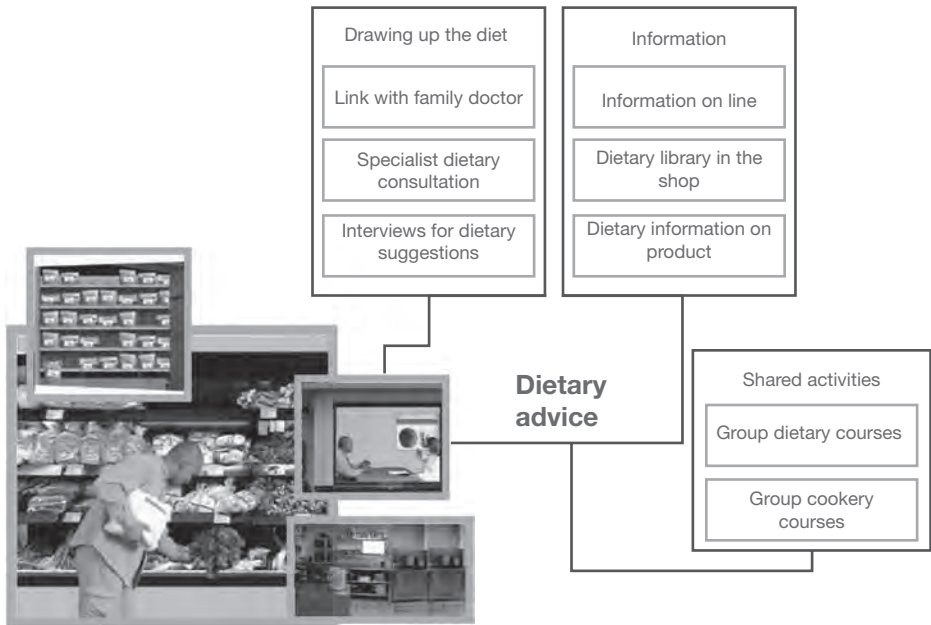 Drawing up the diet
Link with family doctor
Specialist dietary
consultation
Interviews for dietary
suggestions
Information
Information on line
Dietary library in the
shop
Dietary information on
product
Dietary
advice
Shared activities
Group dietary courses
Group cookery
courses